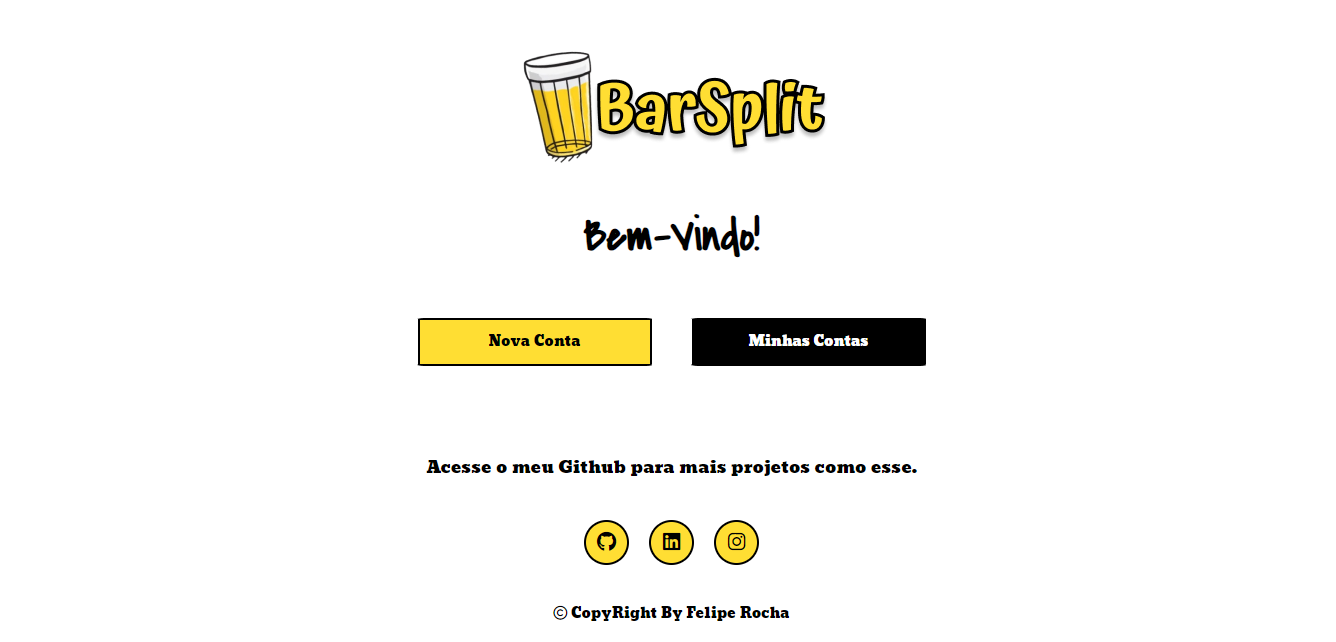 BarSplit
Bem-Vindo!
Nova Conta
Minhas Contas
Acesse o meu Github para mais projetos como esse.
© CopyRight By Felipe Rocha